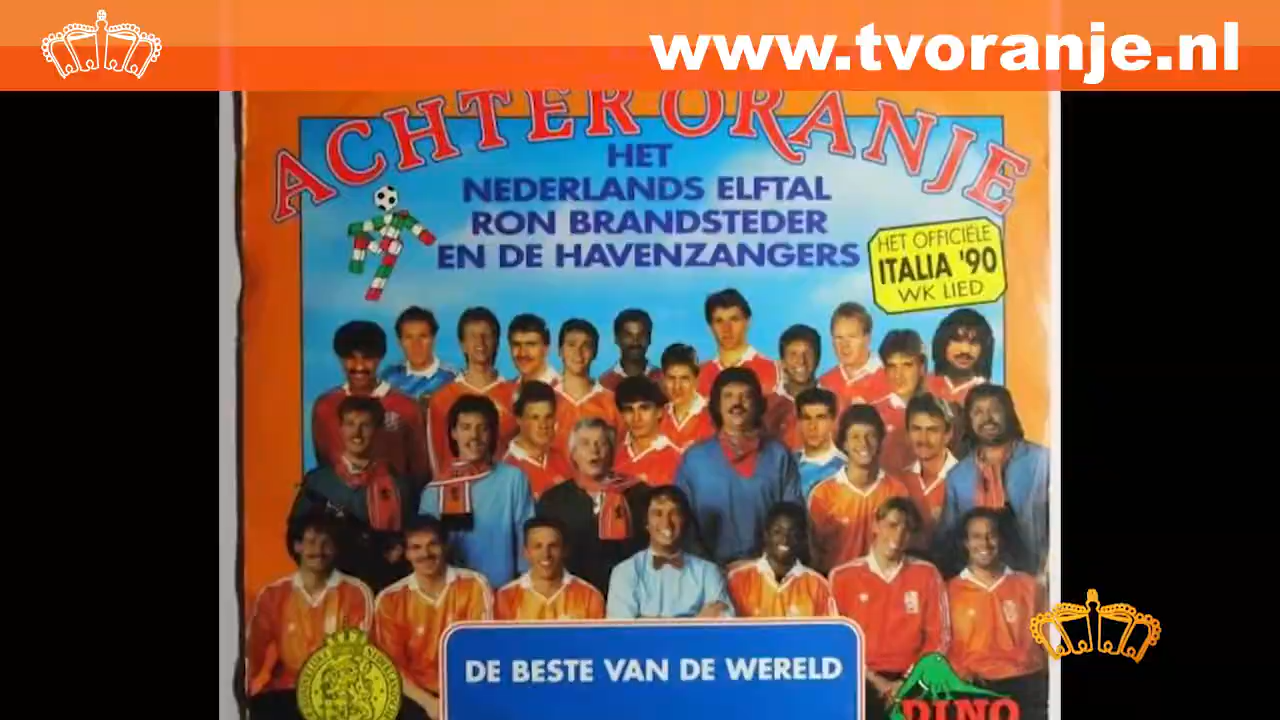 www.tvoranje.nl
ACHTER ORANJE
HET
NEDERLANDS ELFTAL
RON BRANDSTEDER
EN DE HAVENZANGERS
HET OFFICIËLE
ITALIA '90
WK LIED
DE BESTE VAN DE WERELD
DINO